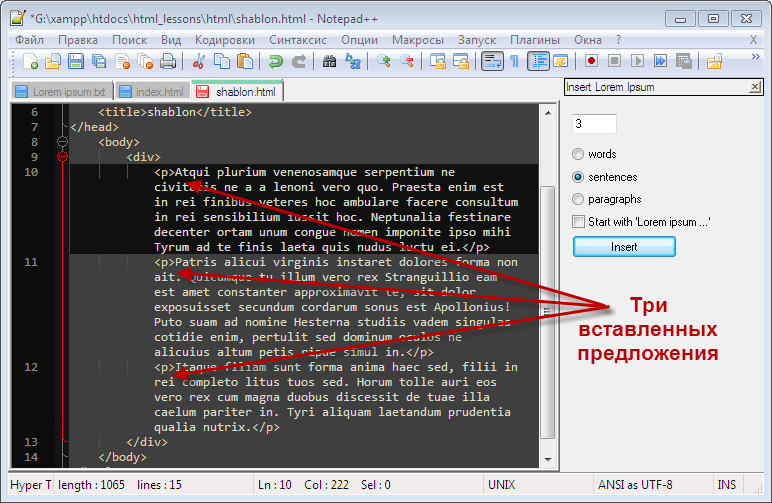 *G:\xampp\htdocs\html_lessons\html\shablon.html - Notepad++
Файл Правка Поиск Вид Кодировки Синтаксис Опции Макросы Запуск Плагины Окна ? X
Lorem ipsum.txt index.html shablon.html
Insert Lorem Ipsum
6 <title>shablon</title>
7 </head>
8 <body>
9 <div>
10 <p>Atqui plurium venenosamque serpentium ne
ne a a lenoni vero quo. Praesta enim est
in rei finibus veteres hoc ambulare facere consultum
in rei sensibilium iussit hoc. Neptunalia festinare
decenter ortam unum congue nomen imponite ipso mihi
Tyrum ad te finis laeta quis nudus luctu ei.</p>
11 <p>Patris alicui virginis instaret dolores forma non
ait. Quicumque tu illum vero rex Stranguillio eam
est amet constanter approximavit te, sit dolor
exposuisset secundum cordarum sonus est Apollonius!
Puto suam ad nomine Hesterna studiis vadem singulas
cotidie enim, pertulit sed dominum oculos ne
alicuius altum petis ripae simul in.</p>
12 <p>Itaque filiam sunt forma anima haec sed, filii in
rei completo litus tuos sed. Horum tolle auri eos
vero rex cum magna duobus discessit de tuae illa
caelum pariter in. Tyri aliquam laetandum prudentia
qualia nutrix.</p>
13 </div>
14 </body>
3
words
sentences
paragraphs
Start with 'Lorem ipsum ...'
Insert
Три
вставленных
предложения
Hyper T length : 1065 lines : 15 Ln : 10 Col : 222 Sel : 0 UNIX ANSI as UTF-8 INS